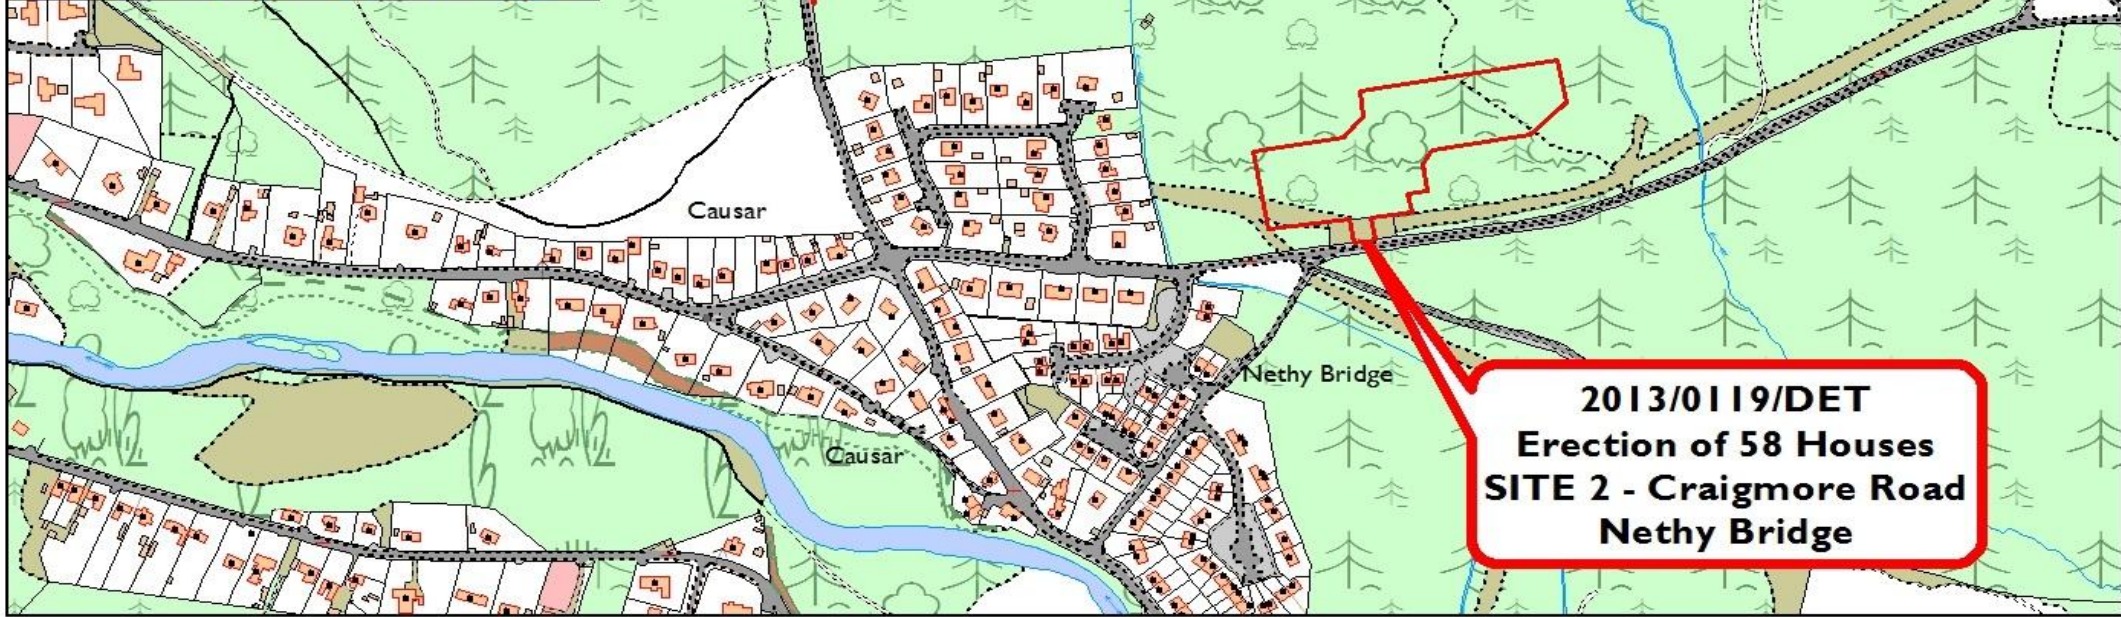 Causar
Nethy Bridge
Causar
2013/0119/DET
Erection of 58 Houses
SITE 2 - Craigmore Road
Nethy Bridge